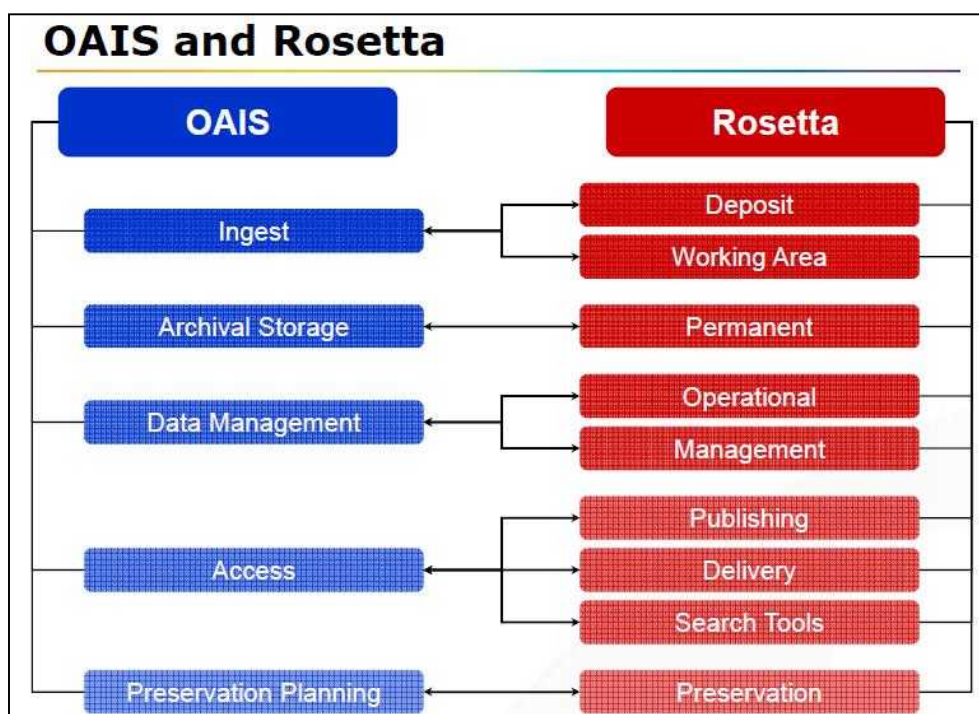 OAIS and Rosetta
OAIS
Rosetta
Ingest
Deposit
Working Area
Archival Storage
Permanent
Data Management
Operational
Management
Access
Publishing
Delivery
Search Tools
Preservation Planning
Preservation